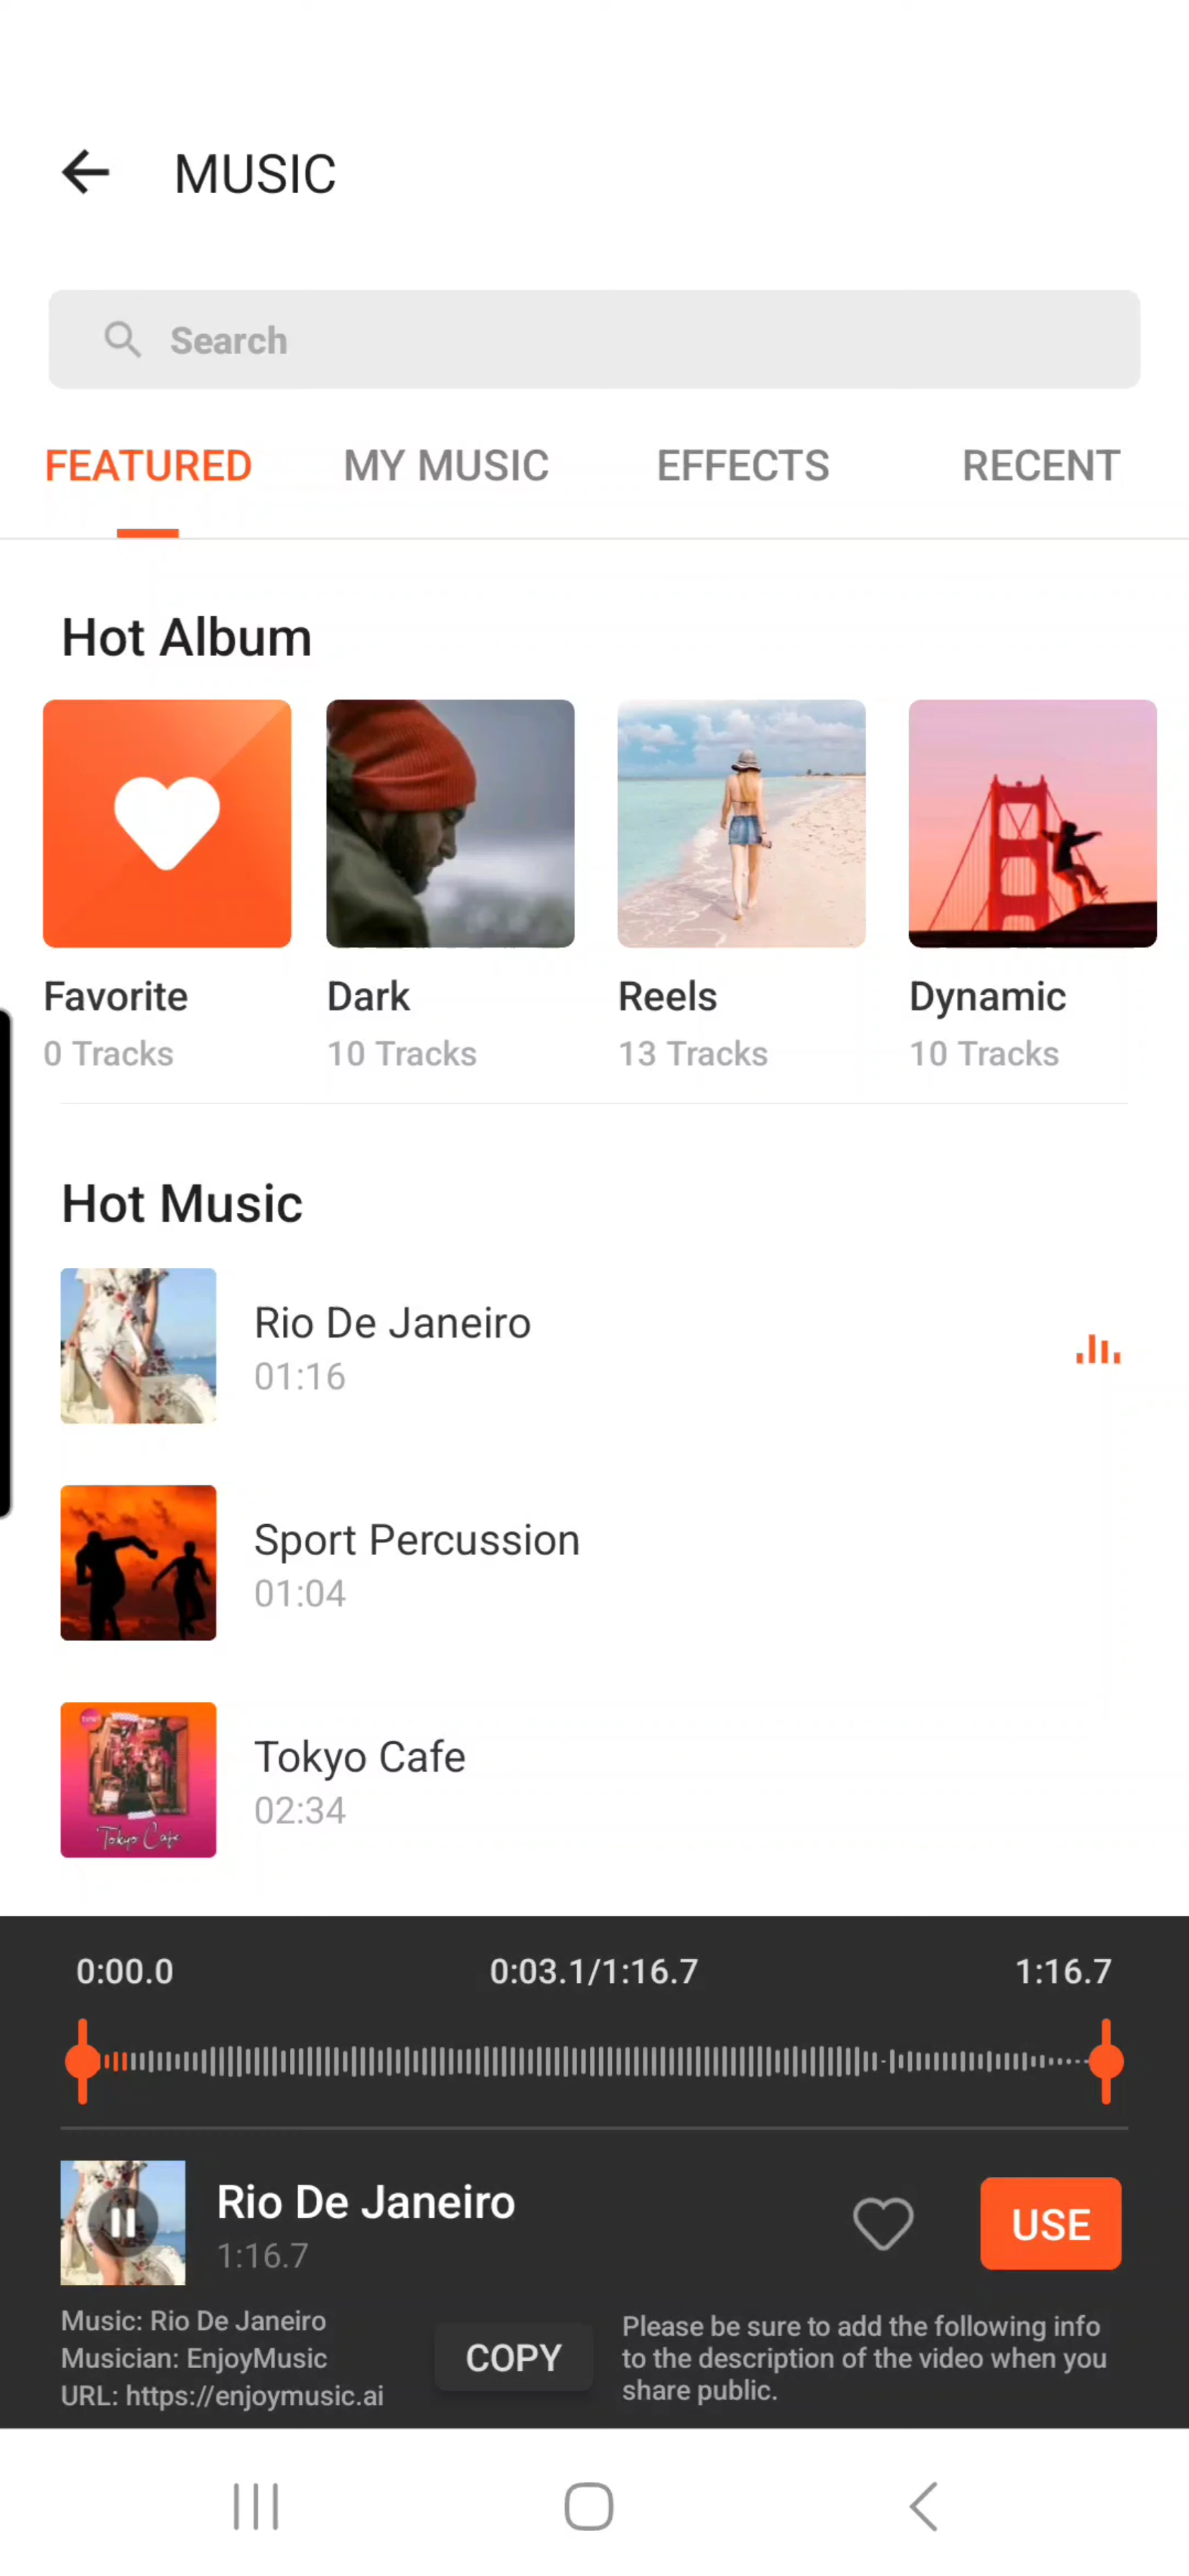 MUSIC
Search
FEATURED MY MUSIC EFFECTS RECENT
Hot Album
Favorite Dark Reels Dynamic
0 Tracks 10 Tracks 13 Tracks 10 Tracks
Hot Music
Rio De Janeiro
01:16
Sport Percussion
01:04
Tokyo Cafe
02:34
Tokyo Cafe
0:00.0 0:03.1/1:16.7 1:16.7
Rio De Janeiro
1:16.7
USE
Music: Rio De Janeiro
Musician: EnjoyMusic
URL: https://enjoymusic.ai
COPY
Please be sure to add the following info
to the description of the video when you
share public.